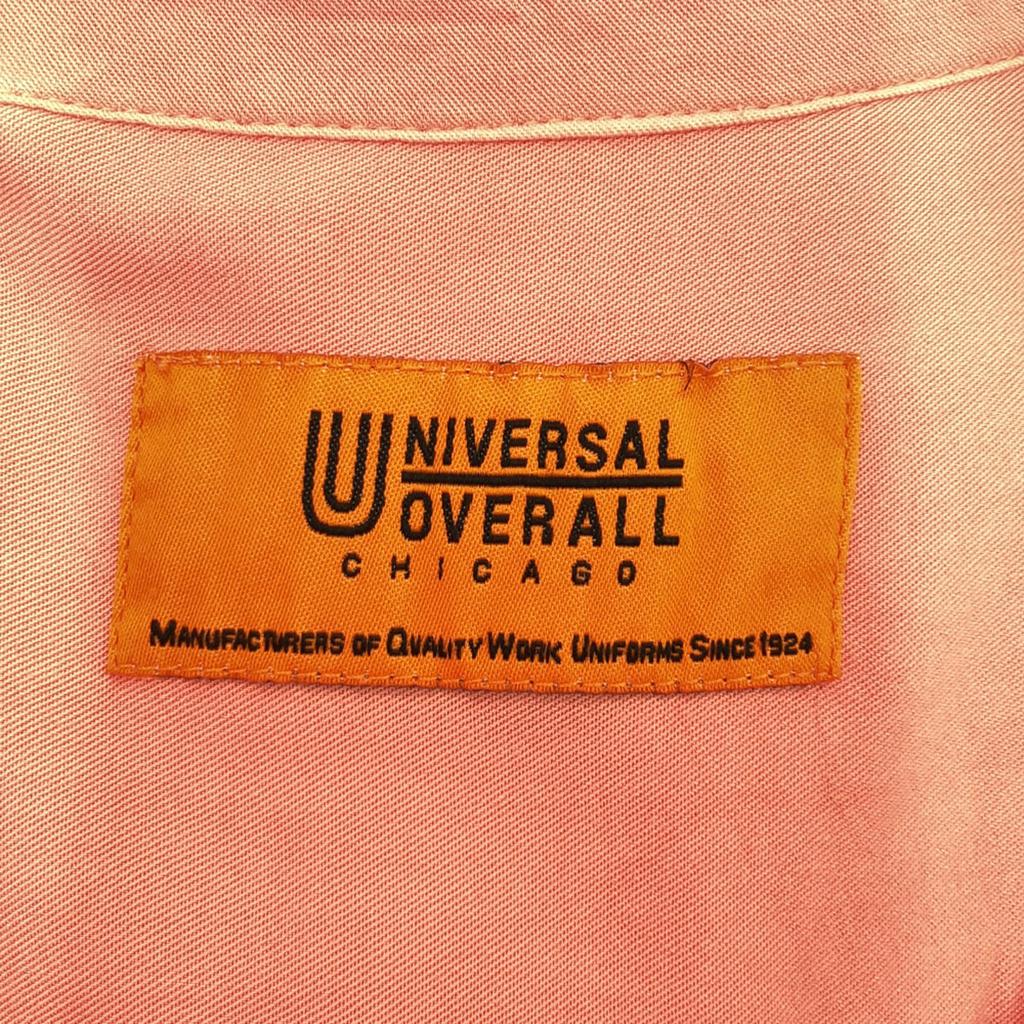 UNIVERSAL
OVERALL
CHICAGO
MANUFACTURERS OF QUALITY WORK UNIFORMS SINCE 1924